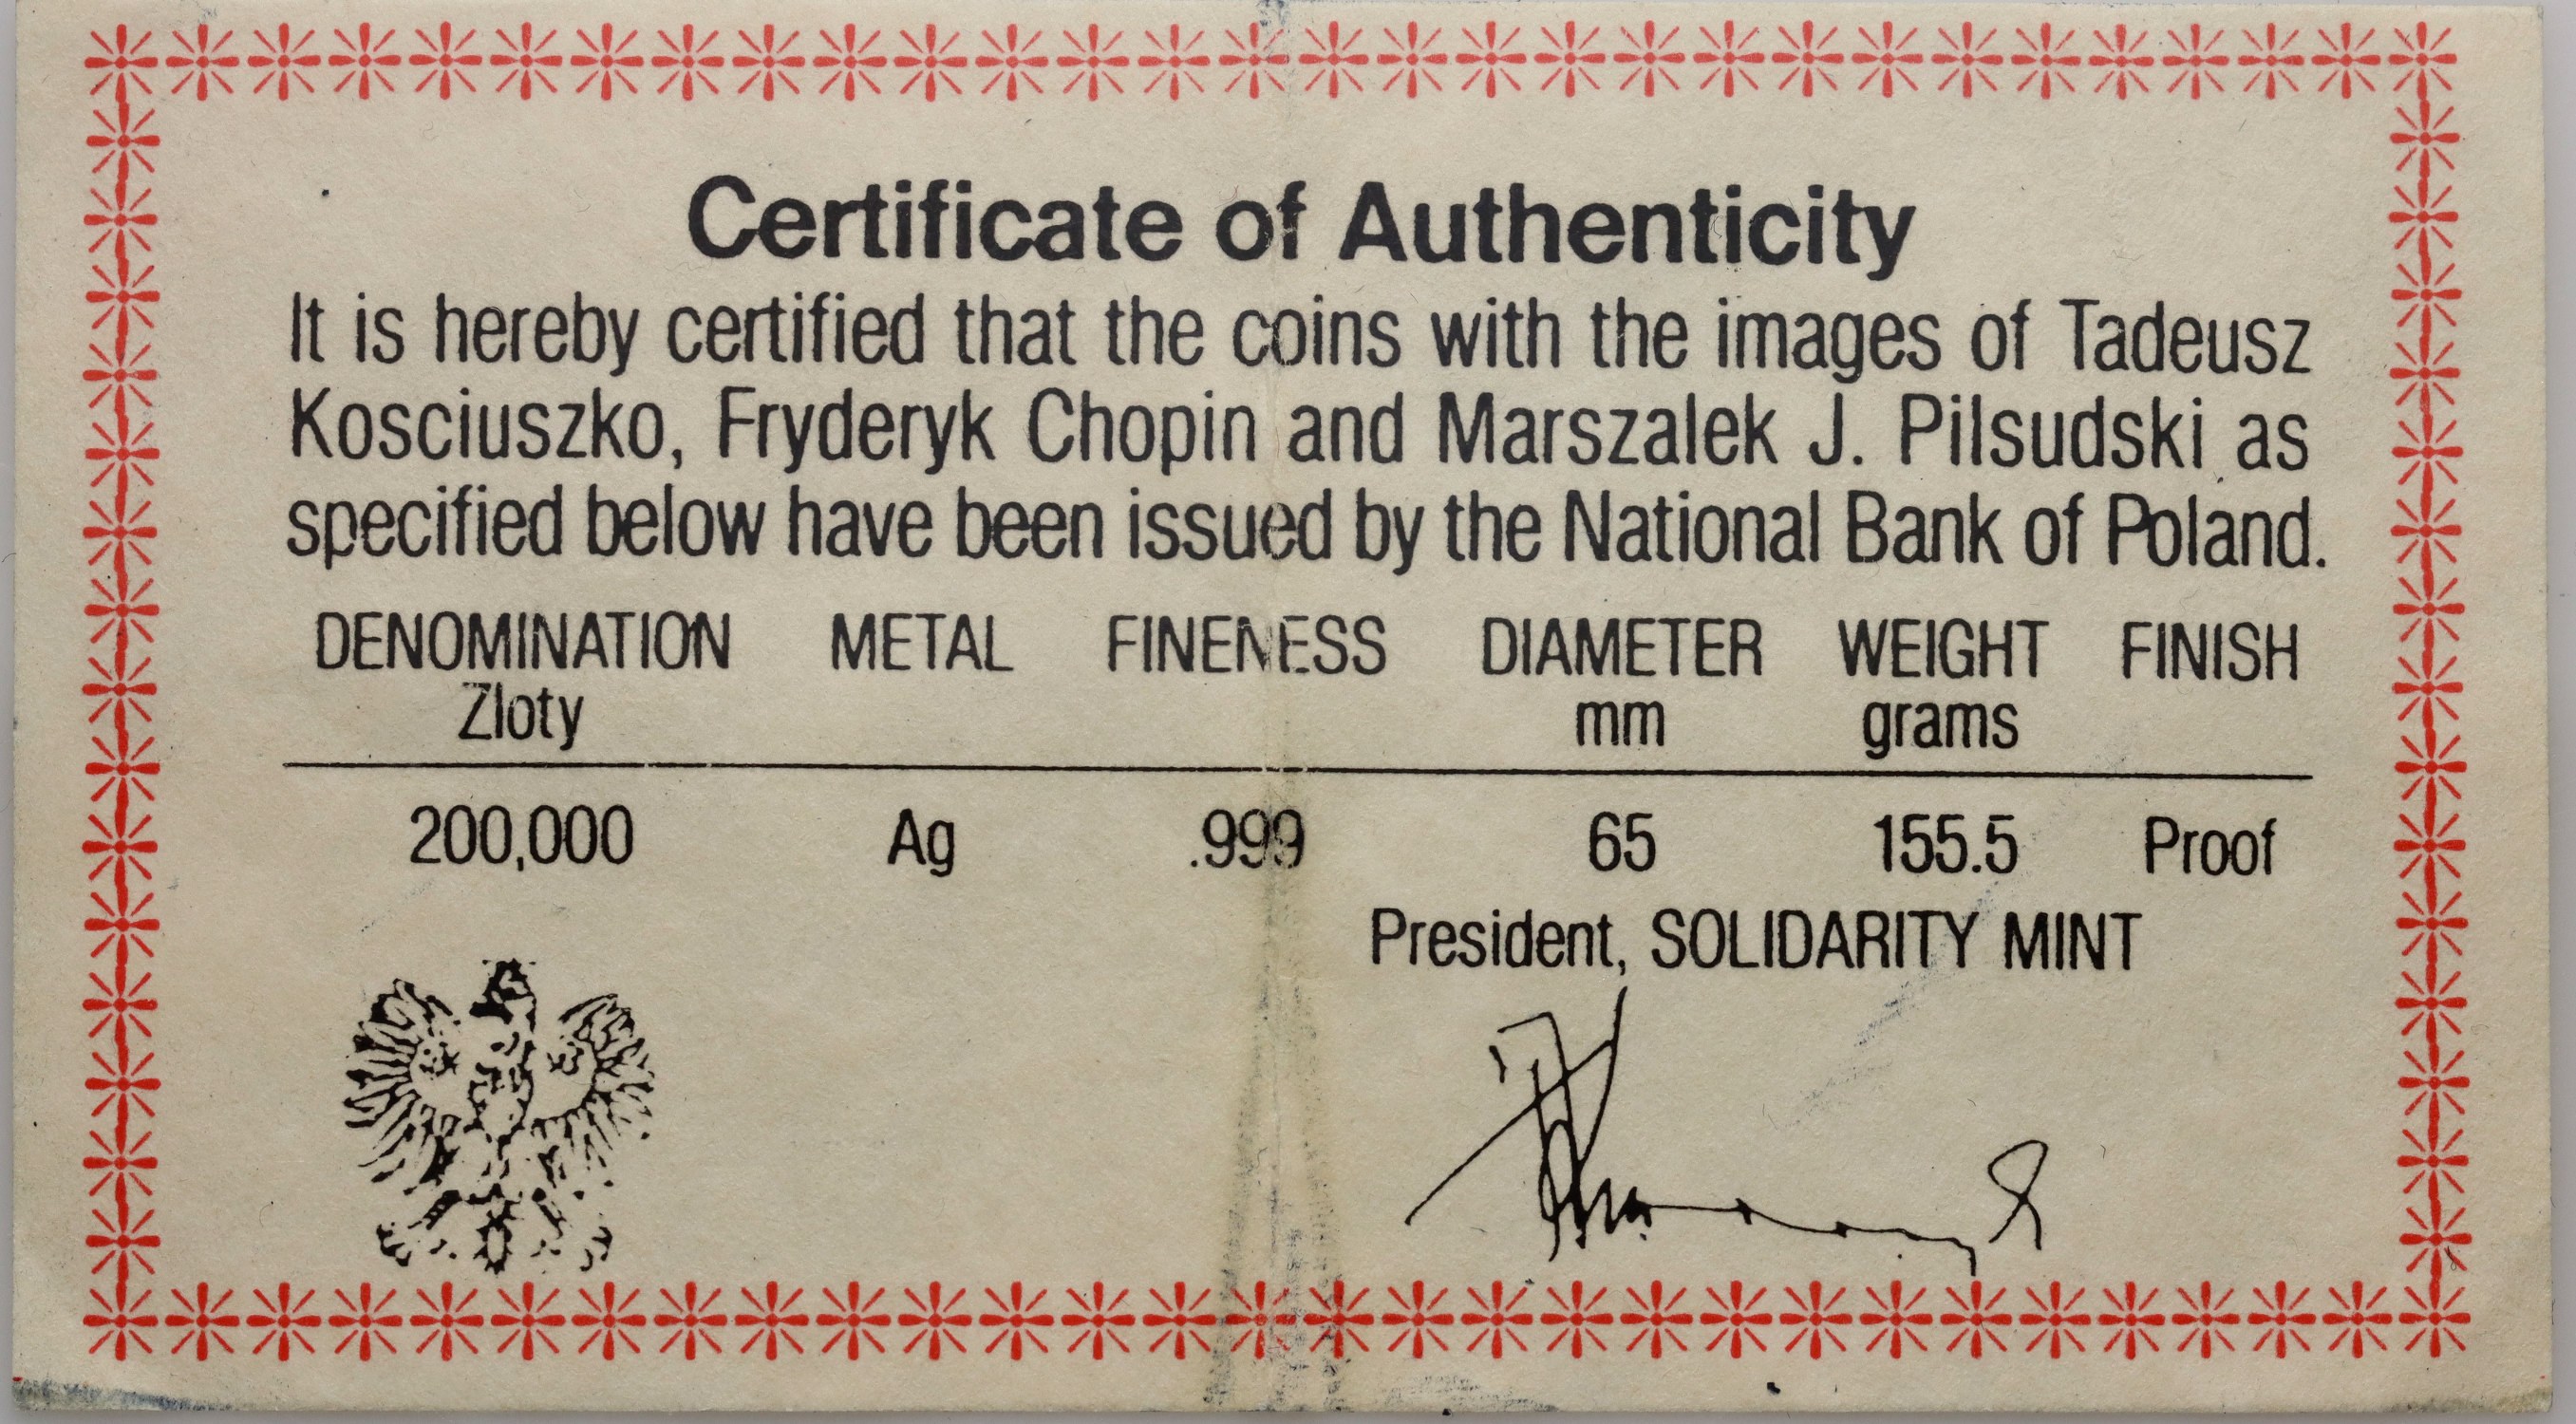 Certificate of Authenticity
It is hereby certified that the coins with the images of Tadeusz
Kosciuszko, Fryderyk Chopin and Marszalek J. Pilsudski as
specified below have been issued by the National Bank of Poland.
DENOMINATION METAL FINENESS DIAMETER WEIGHT FINISH
Zloty mm grams
200,000 Ag .999 65 155.5 Proof
President, SOLIDARITY MINT